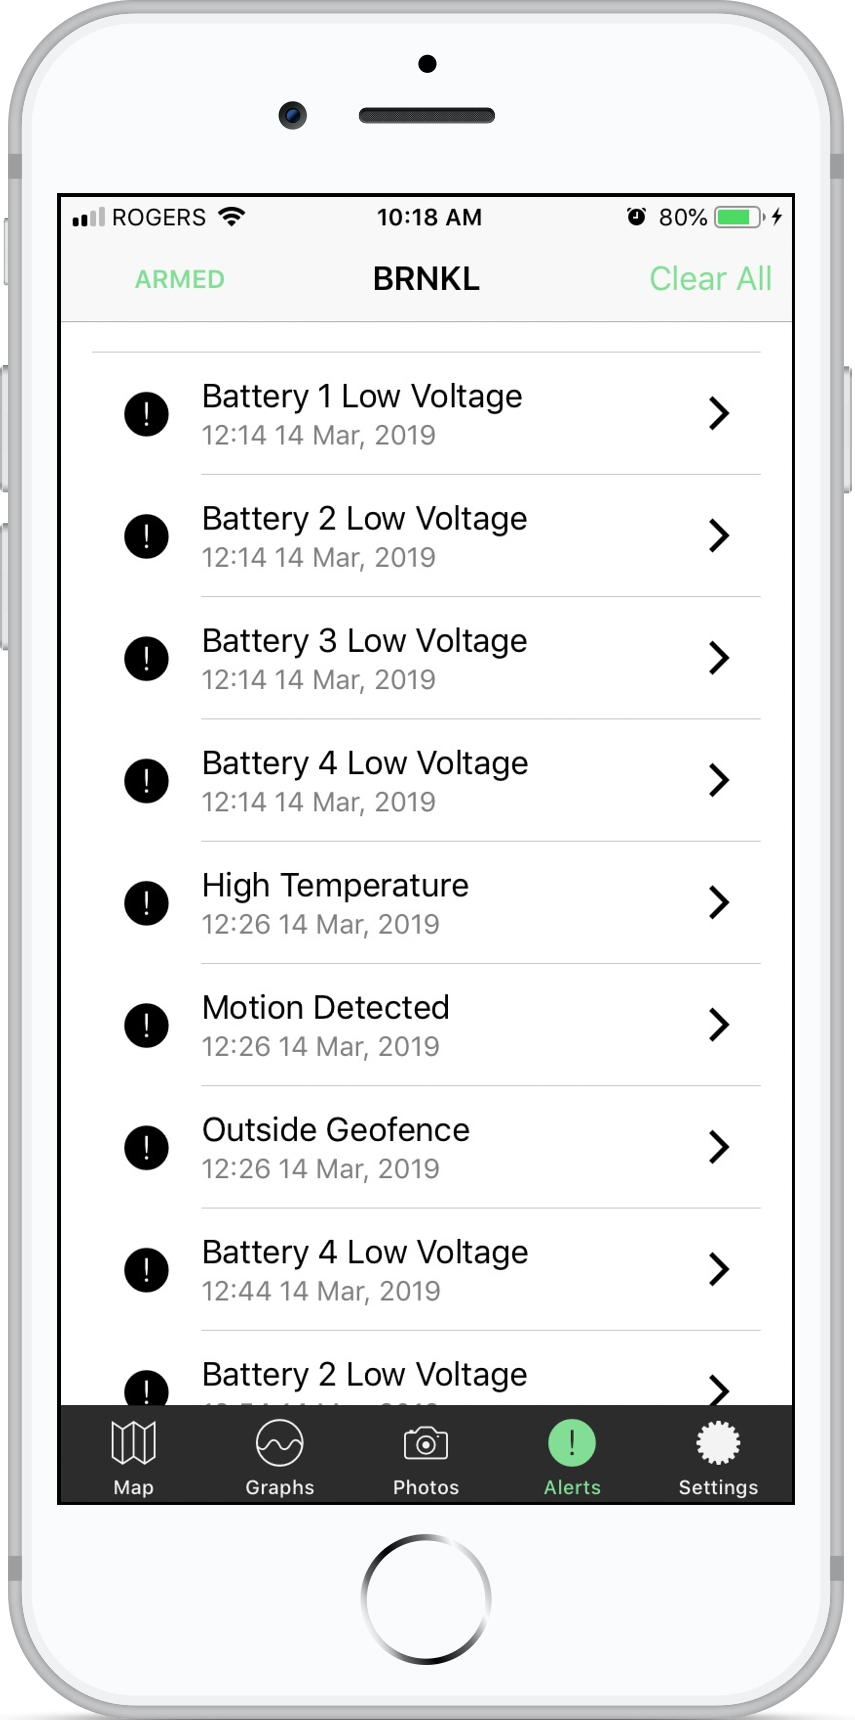 ROGERS 10:18 AM 80%
ARMED BRNKL Clear All
Battery 1 Low Voltage
12:14 14 Mar, 2019
Battery 2 Low Voltage
12:14 14 Mar, 2019
Battery 3 Low Voltage
12:14 14 Mar, 2019
Battery 4 Low Voltage
12:14 14 Mar, 2019
High Temperature
12:26 14 Mar, 2019
Motion Detected
12:26 14 Mar, 2019
Outside Geofence
12:26 14 Mar, 2019
Battery 4 Low Voltage
12:44 14 Mar, 2019
Battery 2 Low Voltage
Map Graphs Photos Alerts Settings